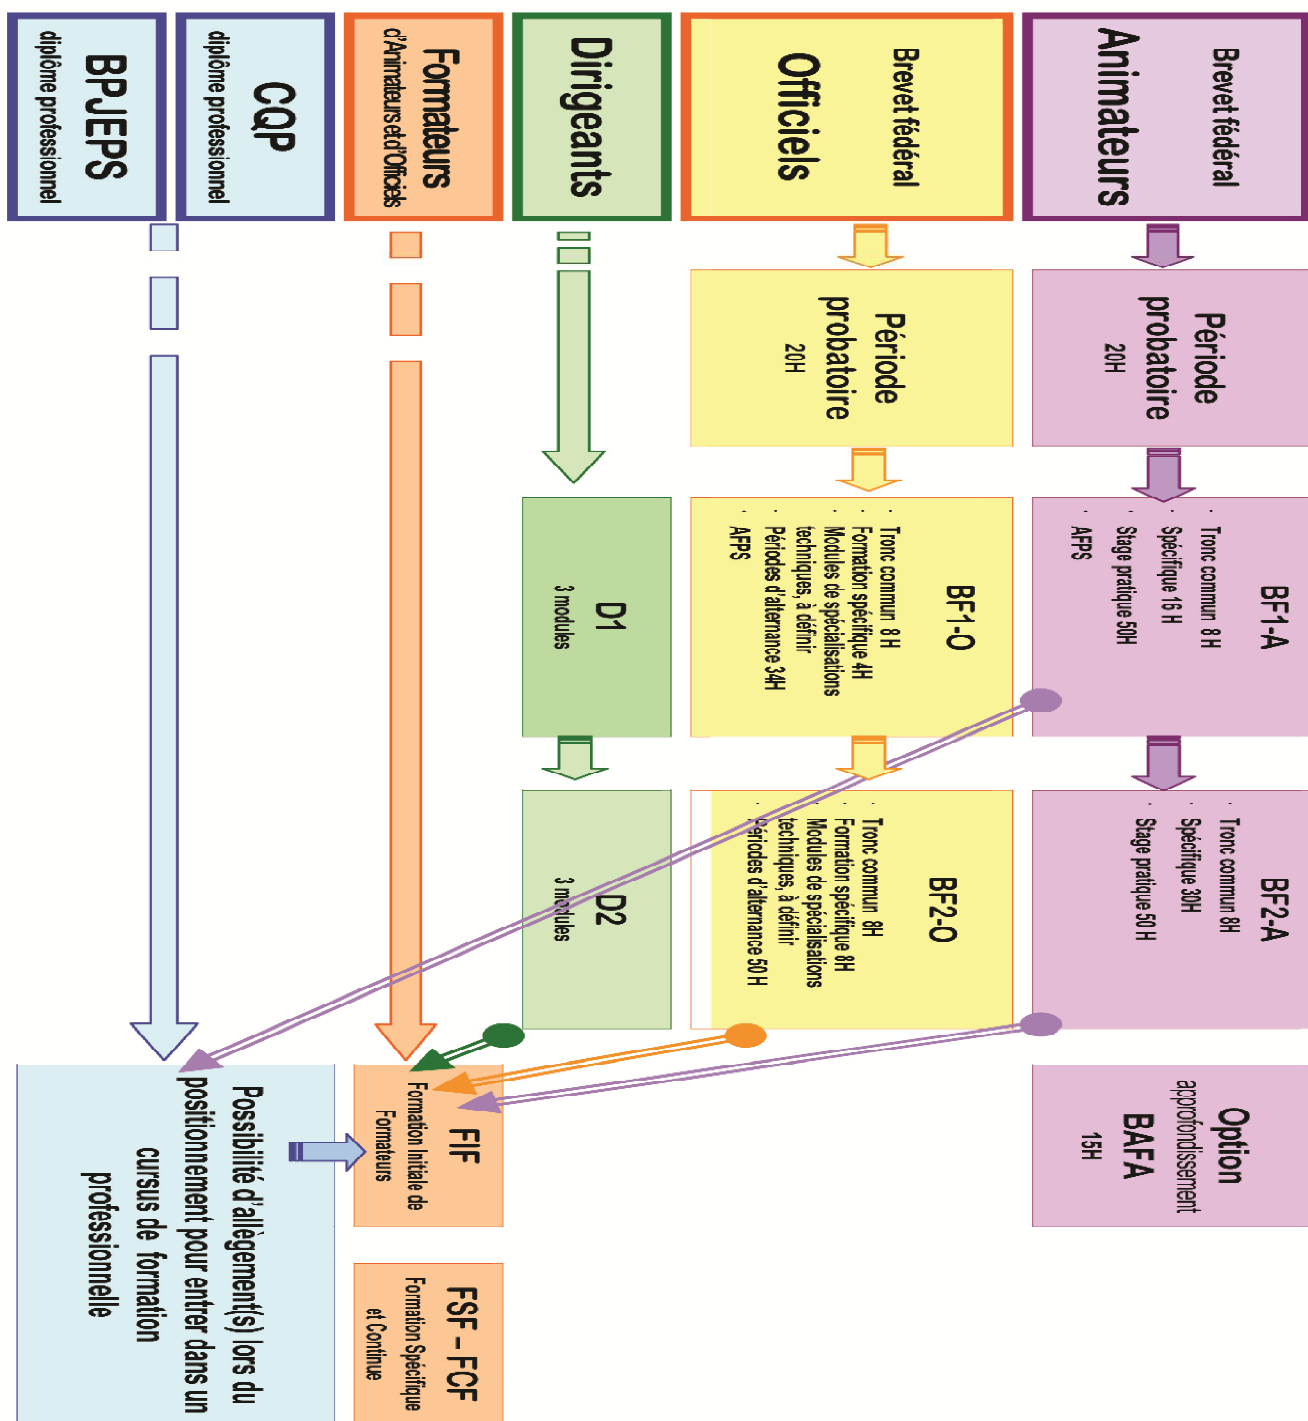 Brevet fédéral
Animateurs
Période
probatoire
20H
BF1-A
· Tronc commun 8 H
· Spécifique 16 H
· Stage pratique 50H
· AFPS
BF2-A
· Tronc commun 8H
· Spécifique 30H
· Stage pratique 50 H
Option
approfondissement
BAFA
15H
Brevet fédéral
Officiels
Période
probatoire
20H
BF1-O
· Tronc commun 8 H
· Formation spécifique 4H
· Modules de spécialisations
techniques, à définir
· Périodes d'alternance 34H
· AFPS
BF2-O
· Tronc commun 8H
· Formation spécifique 8H
· Modules de spécialisations
techniques, à définir
· Périodes d'alternance 50 H
Dirigeants
D1
3 modules
D2
3 modules
Formateurs
d'Animateurs et d'Officiels
FIF
Formation Initiale de
Formateurs
FSF – FCF
Formation Spécifique
et Continue
CQP
diplôme professionnel
BPJEPS
diplôme professionnel
Possibilité d'allègement(s) lors du
positionnement pour entrer dans un
cursus de formation
professionnelle